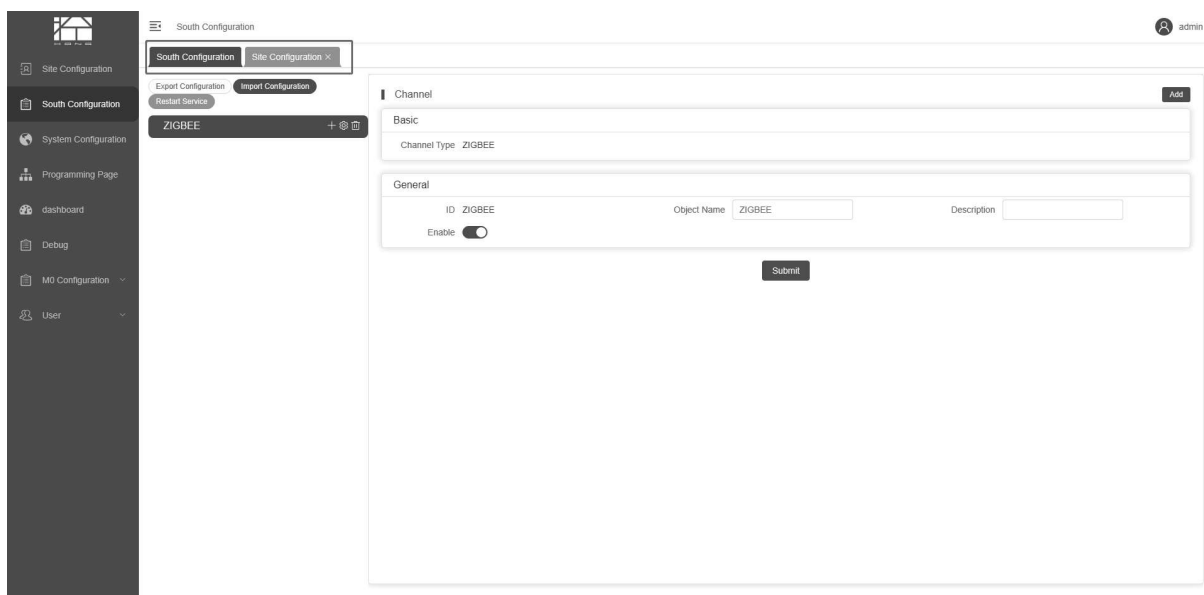 South Configuration
admin
South Configuration Site Configuration ×
Site Configuration
South Configuration
System Configuration
Programming Page
dashboard
Debug
M0 Configuration
User
Export Configuration Import Configuration
Restart Service
ZIGBEE
Channel Add
Basic
Channel Type ZIGBEE
General
ID ZIGBEE Object Name ZIGBEE Description
Enable
Submit